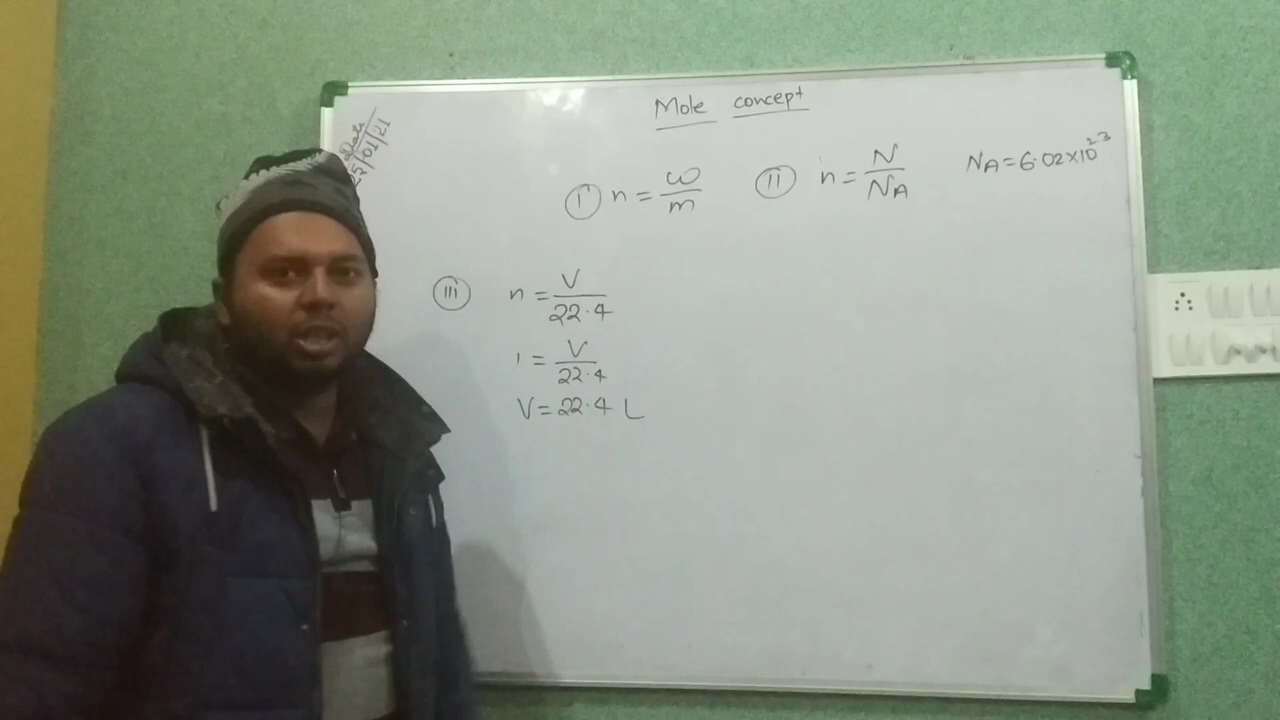 Mole concept
Date
25/01/21
(i) n = w/m (ii) n = N/NA NA = 6.02×10²³
(iii) n = V/22.4
1 = V/22.4
V = 22.4 L